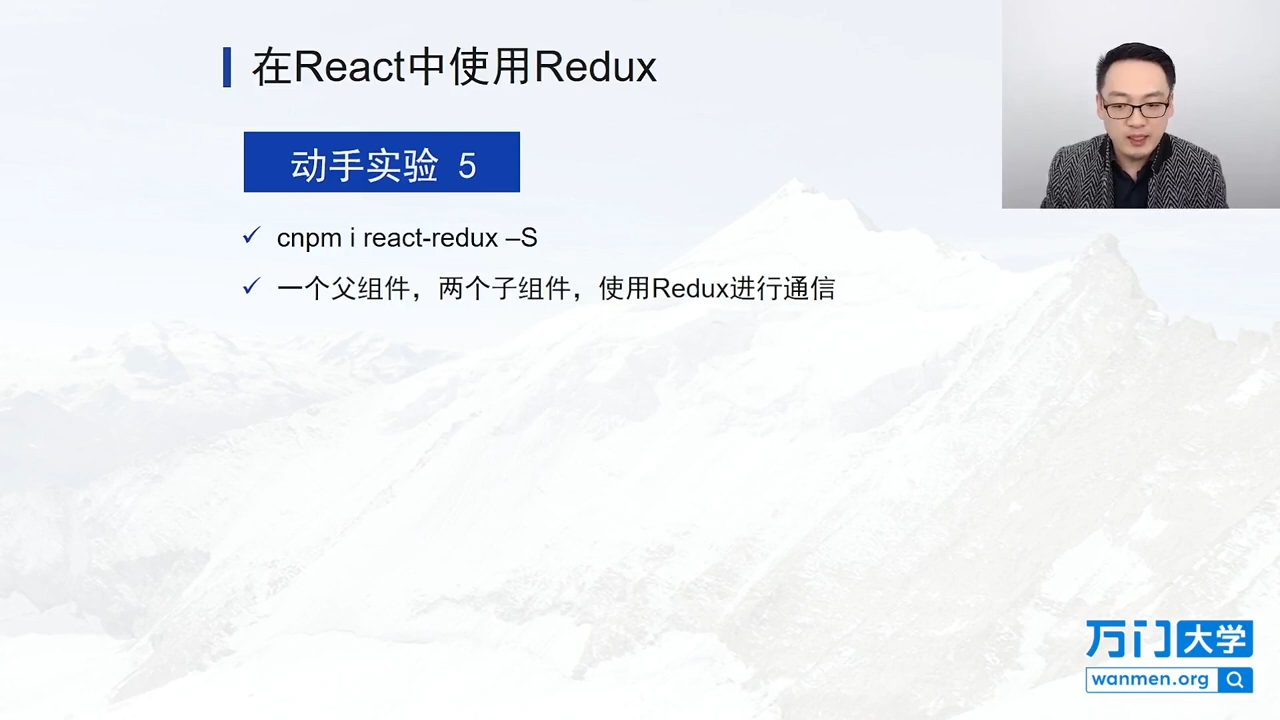 在React中使用Redux
动手实验 5
✓ cnpm i react-redux –S
✓ 一个父组件，两个子组件，使用Redux进行通信
万门大学
wanmen.org